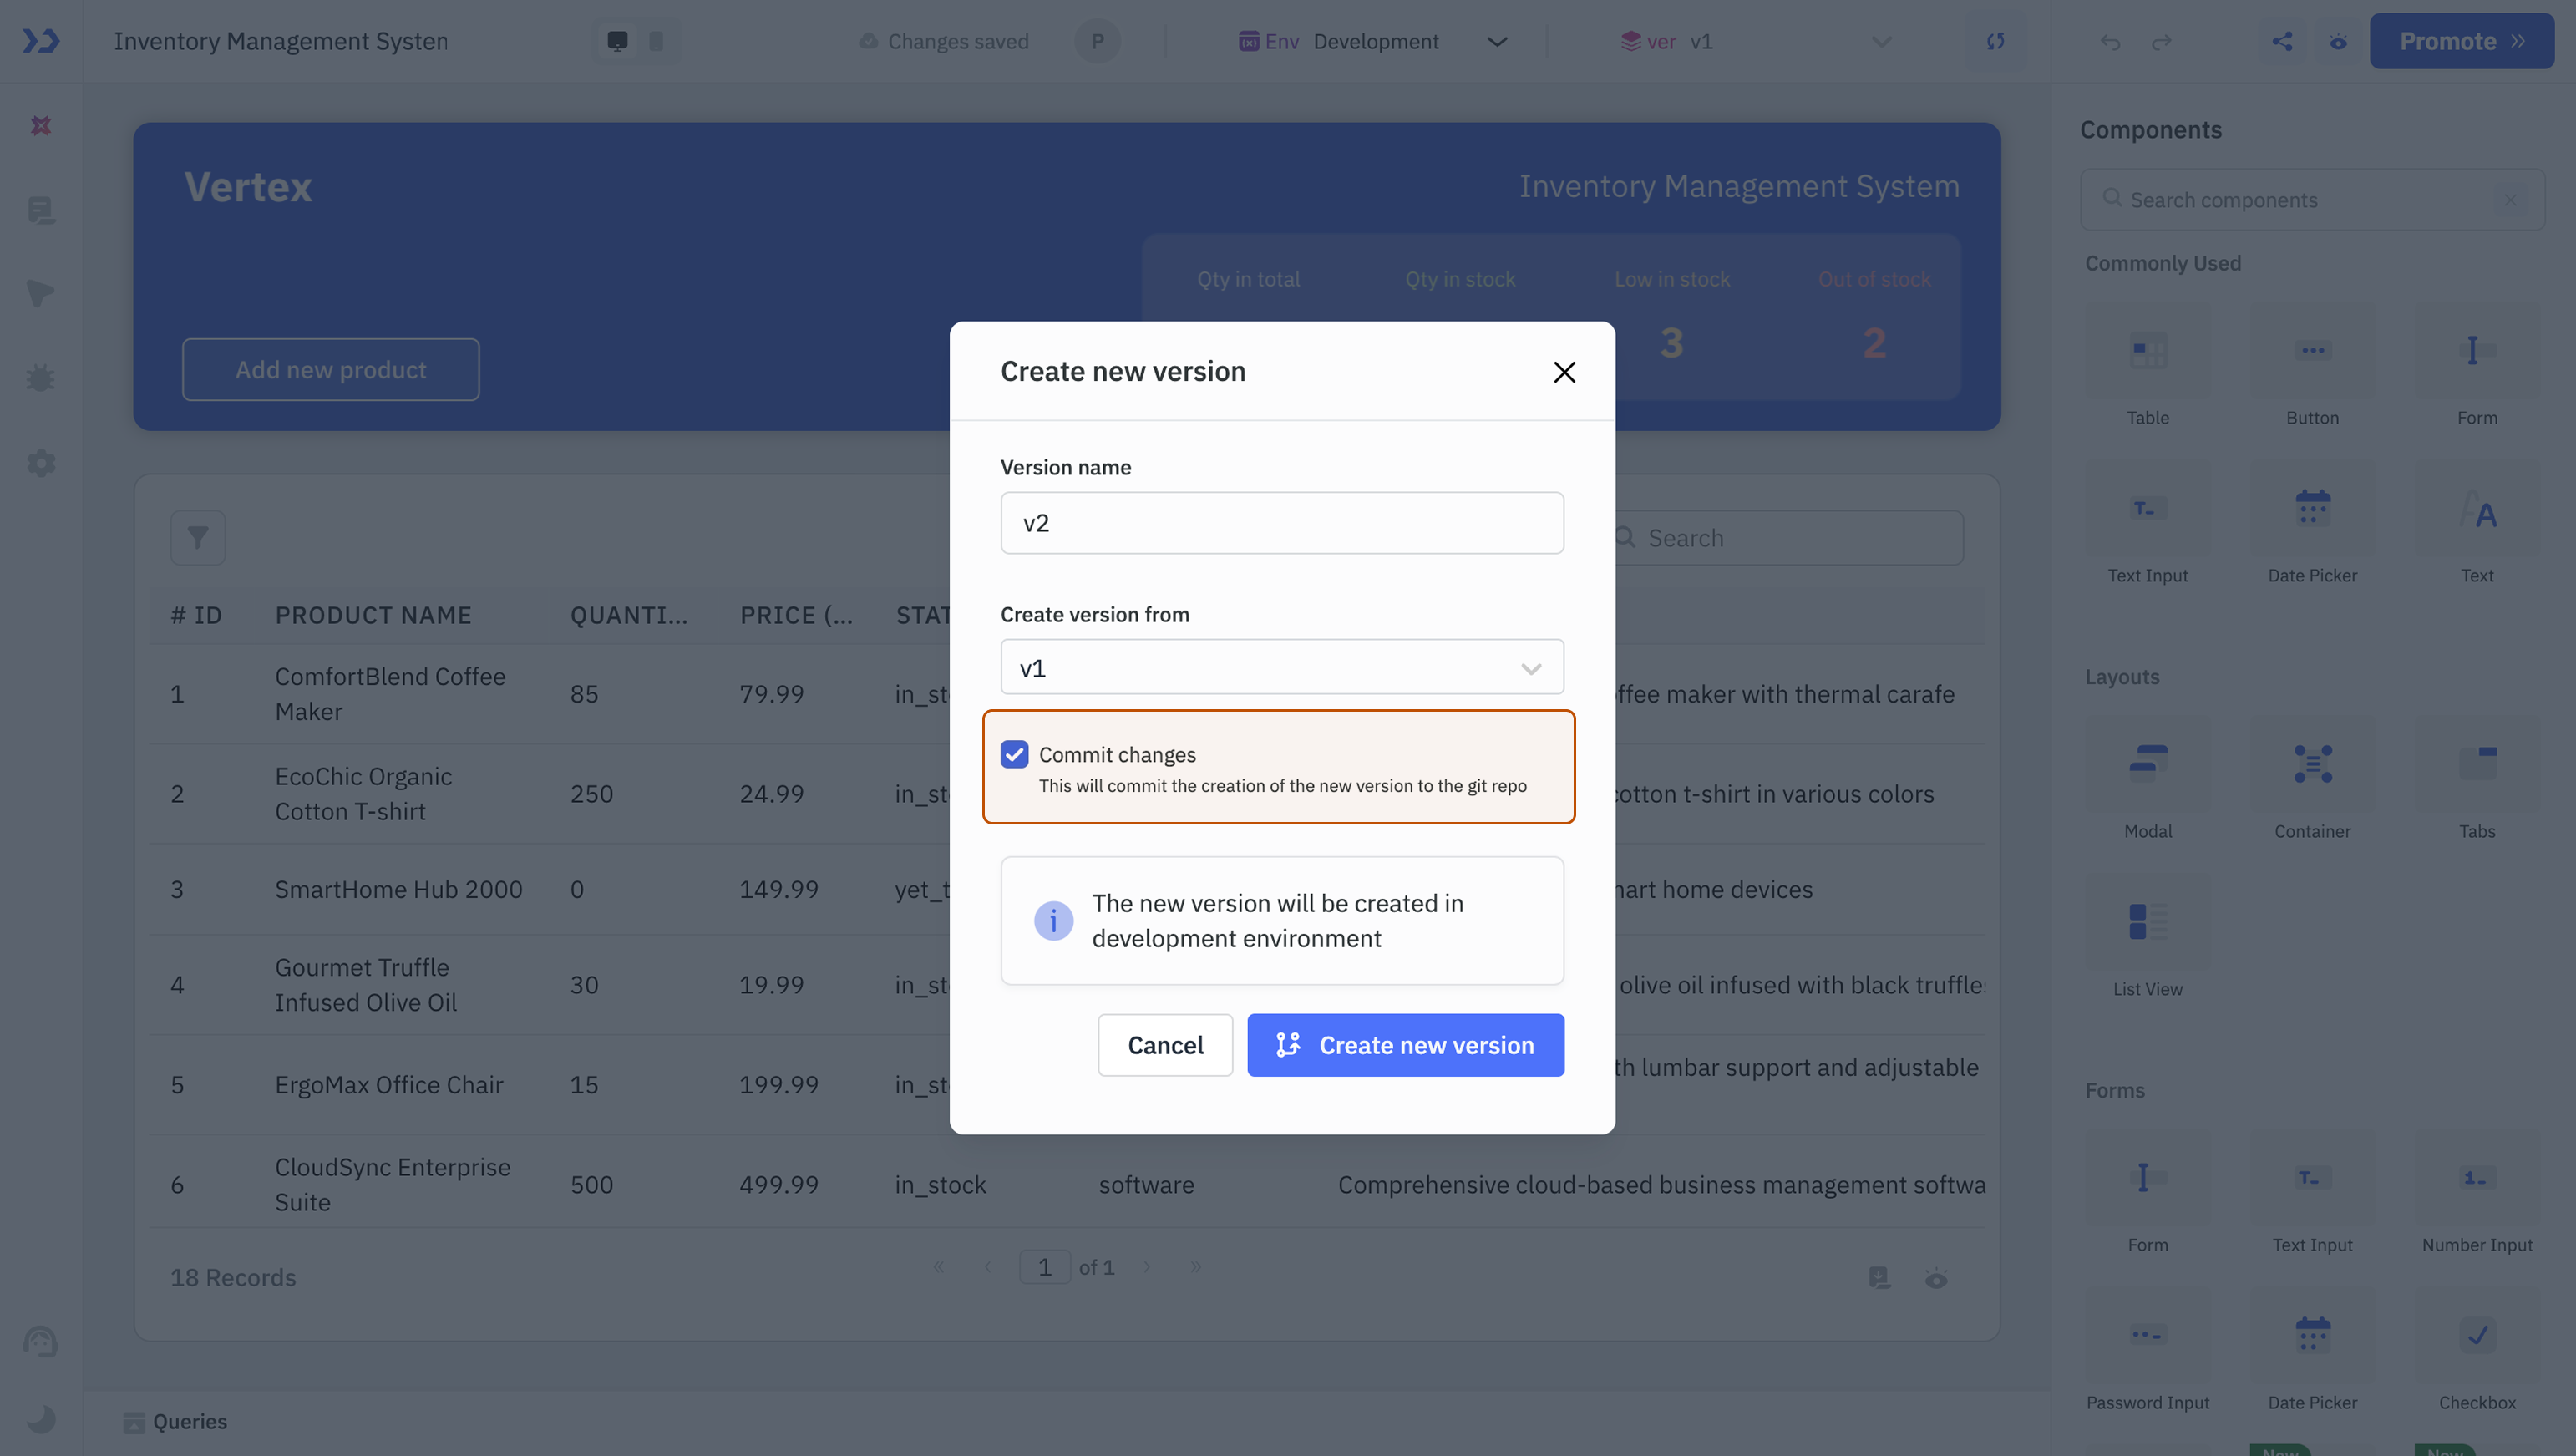 Inventory Management System
Changes saved
P
Env Development
ver v1
Promote
Vertex
Inventory Management System
Qty in total
Qty in stock
Low in stock
Out of stock
3
2
Add new product
Components
Search components
Commonly Used
Table
Button
Form
Text Input
Date Picker
Text
Layouts
Modal
Container
Tabs
List View
Forms
Form
Text Input
Number Input
Password Input
Date Picker
Checkbox
New
New
Create new version
Version name
v2
Create version from
v1
Commit changes
This will commit the creation of the new version to the git repo
The new version will be created in
development environment
Cancel
Create new version
Search
# ID PRODUCT NAME QUANTI... PRICE (... STAT
1 ComfortBlend Coffee Maker 85 79.99 in_st ffee maker with thermal carafe
2 EcoChic Organic Cotton T-shirt 250 24.99 in_st cotton t-shirt in various colors
3 SmartHome Hub 2000 0 149.99 yet_t art home devices
4 Gourmet Truffle Infused Olive Oil 30 19.99 in_st olive oil infused with black truffles
5 ErgoMax Office Chair 15 199.99 in_st th lumbar support and adjustable
6 CloudSync Enterprise Suite 500 499.99 in_stock software Comprehensive cloud-based business management softwa
18 Records
« ‹ 1 of 1 › »
Queries